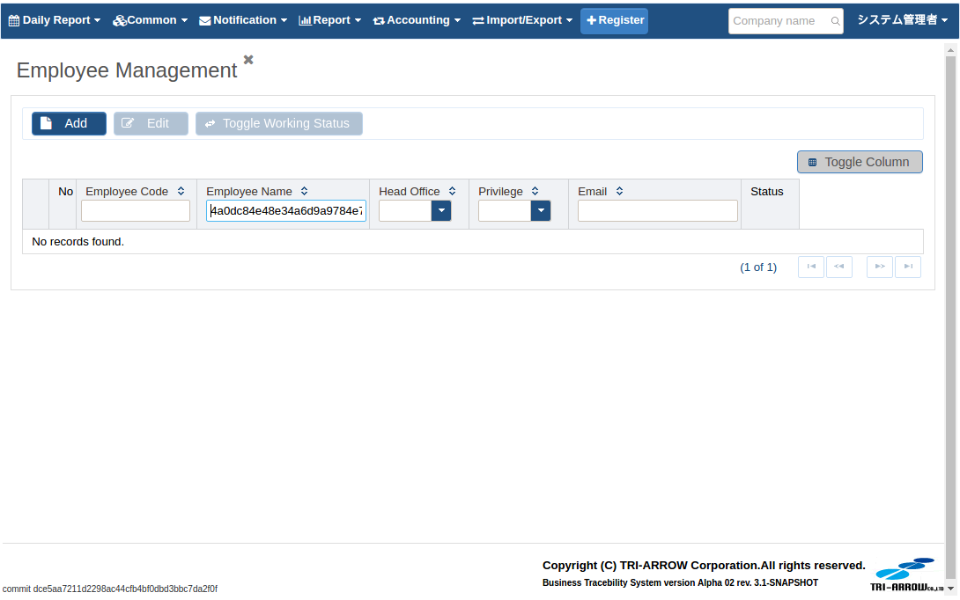 Daily Report Common Notification Report Accounting Import/Export Register Company name システム管理者
Employee Management
Add Edit Toggle Working Status
Toggle Column
No Employee Code Employee Name Head Office Privilege Email Status
4a0dc84e48e34a6d9a9784e7
No records found.
(1 of 1)
Copyright (C) TRI-ARROW Corporation.All rights reserved.
Business Tracebility System version Alpha 02 rev. 3.1-SNAPSHOT
TRI-ARROW
commit dce5aa7211d2298ac44cfb4bf0dbd3bbc7da2f0f